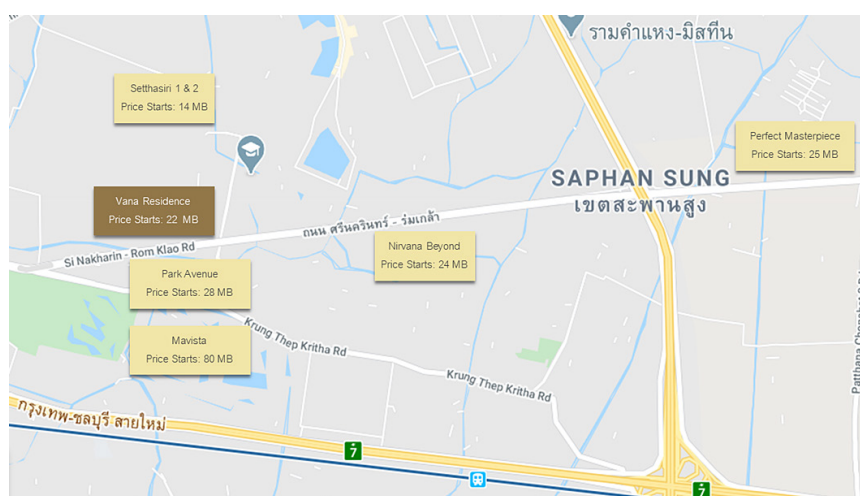 รามคำแหง-มิสทีน
Setthasiri 1 & 2
Price Starts: 14 MB
Perfect Masterpiece
Price Starts: 25 MB
SAPHAN SUNG
เขตสะพานสูง
Vana Residence
Price Starts: 22 MB
ถนน ศรีนครินทร์ - ร่มเกล้า
Si Nakharin - Rom Klao Rd
Nirvana Beyond
Price Starts: 24 MB
Park Avenue
Price Starts: 28 MB
Krung Thep Kritha Rd
Mavista
Price Starts: 80 MB
Krung Thep Kritha Rd
กรุงเทพ-ชลบุรี สายใหม่
7
7